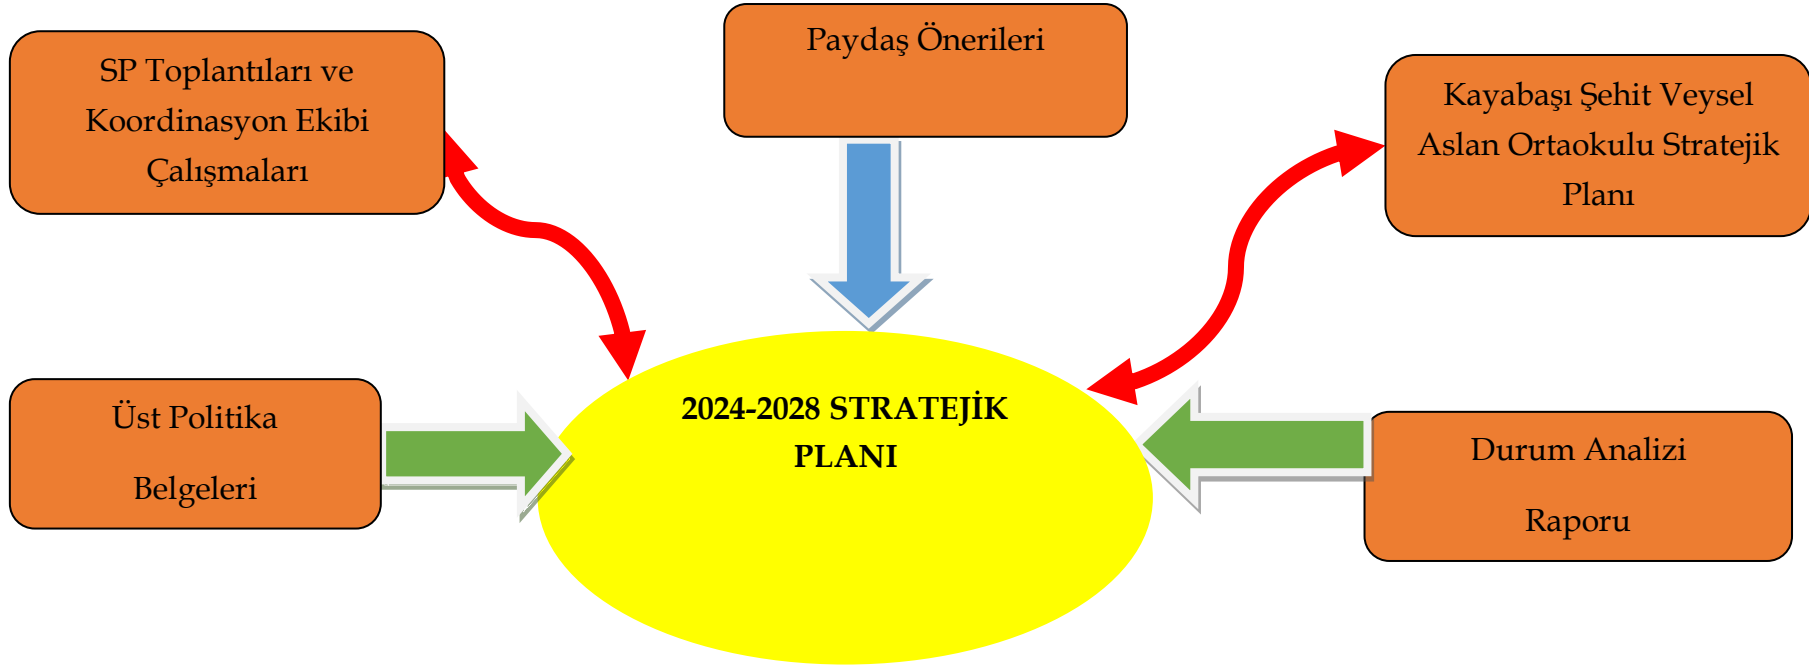 SP Toplantıları ve
Koordinasyon Ekibi
Çalışmaları
Paydaş Önerileri
Kayabaşı Şehit Veysel
Aslan Ortaokulu Stratejik
Planı
Üst Politika
Belgeleri
2024-2028 STRATEJİK
PLANI
Durum Analizi
Raporu